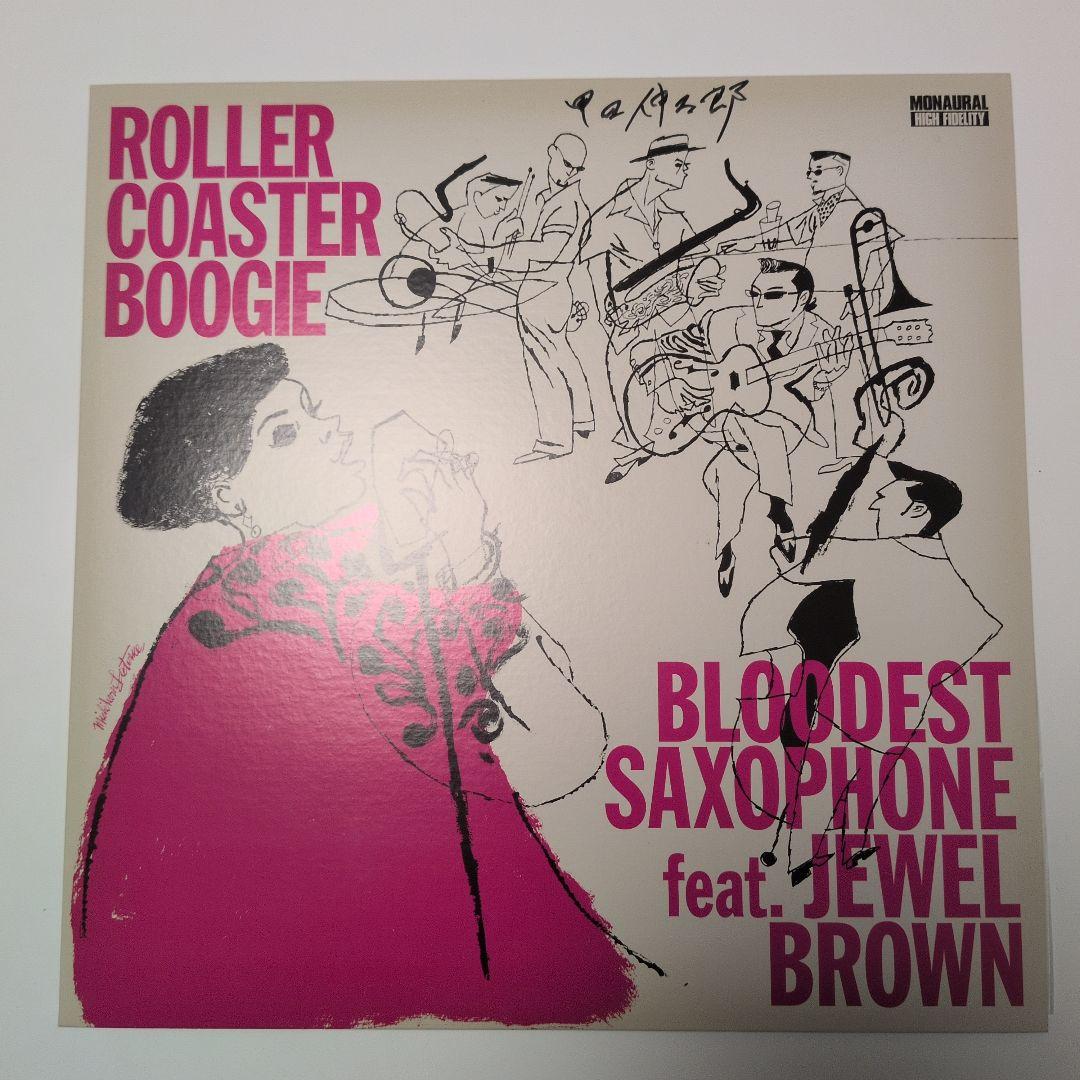 ROLLER
COASTER
BOOGIE
MONAURAL
HIGH FIDELITY
BLOODEST
SAXOPHONE
feat. JEWEL
BROWN